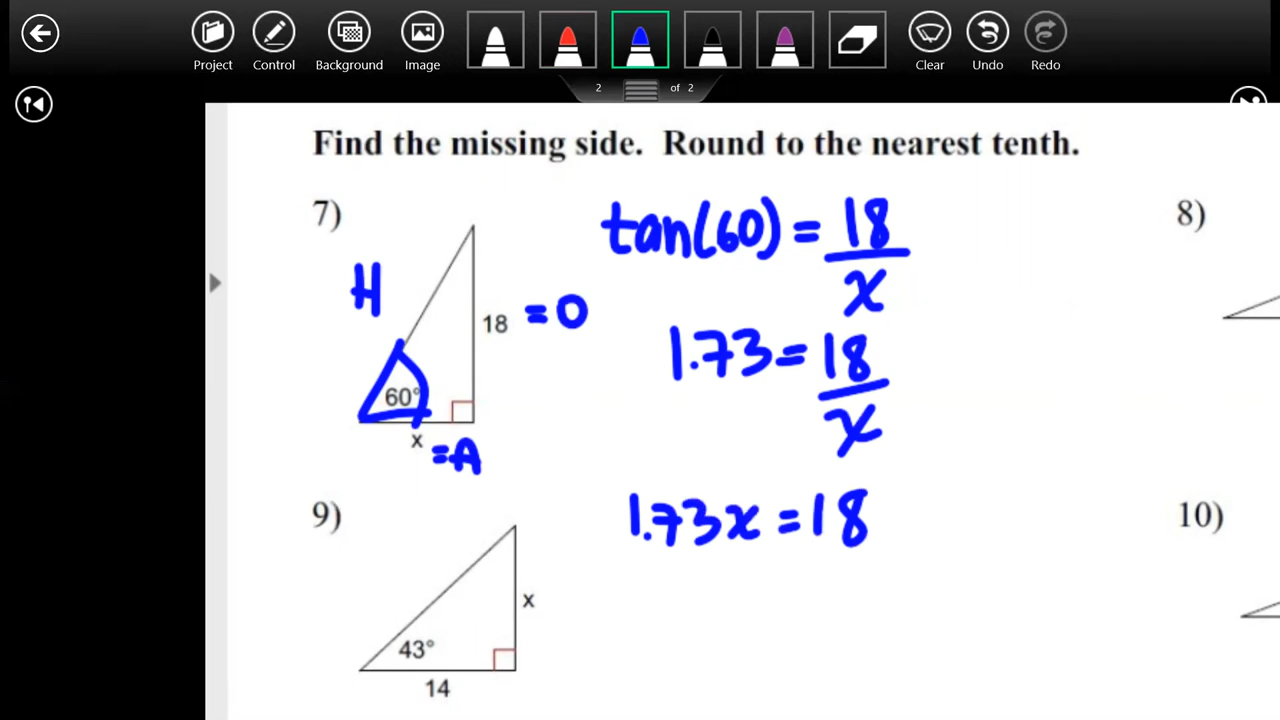 Project Control Background Image Clear Undo Redo
2 of 2
Find the missing side. Round to the nearest tenth.
7)
H
18 = O
60°
x = A
tan(60) = 18/x
1.73 = 18/x
1.73x = 18
8)
9)
x
43°
14
10)